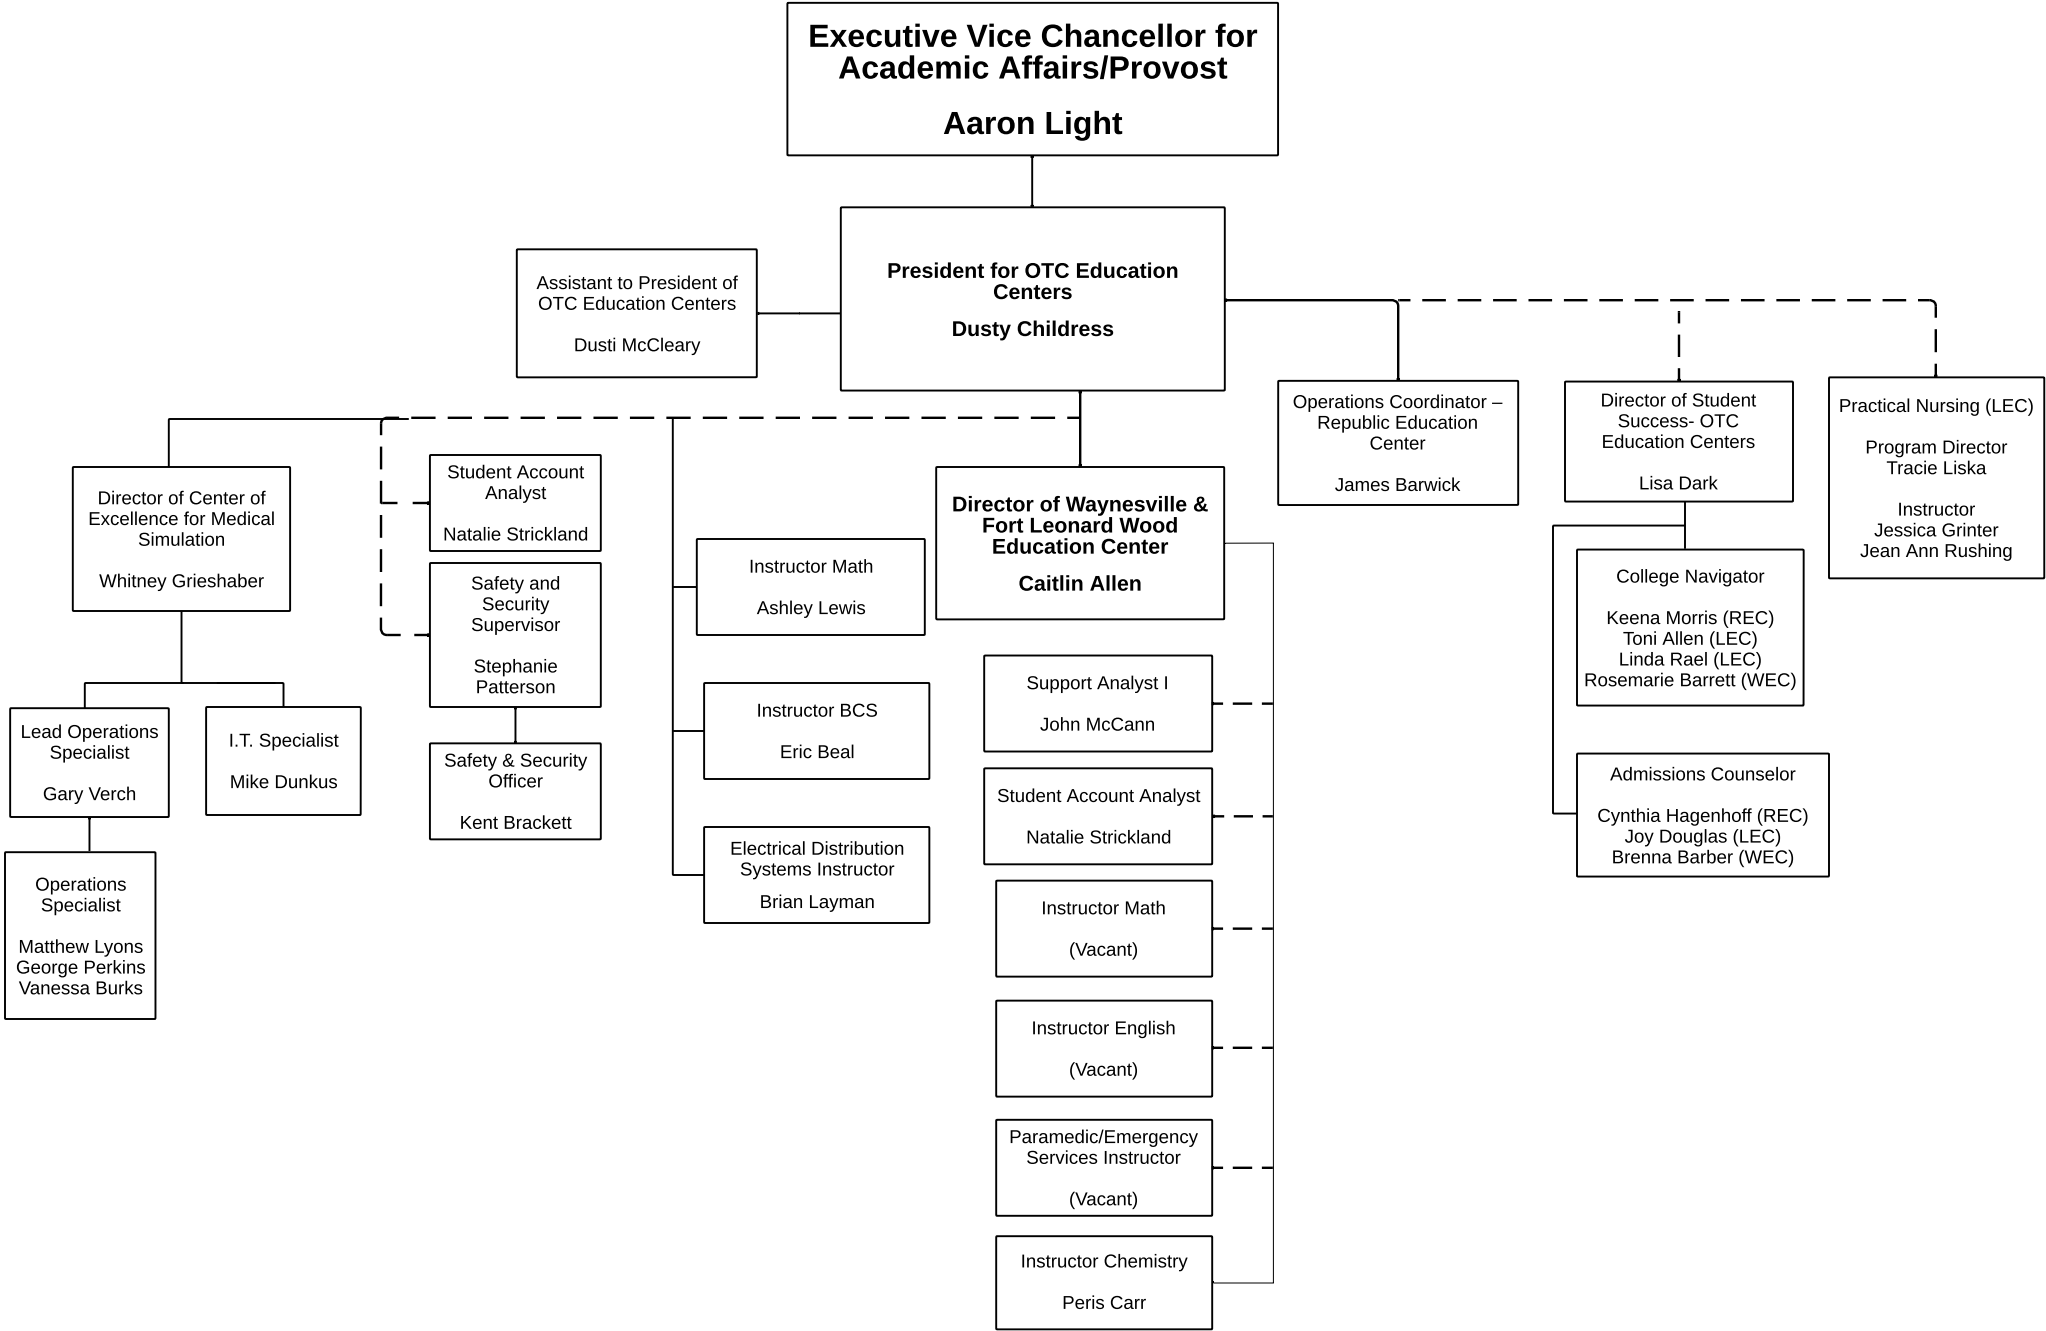 Executive Vice Chancellor for
Academic Affairs/Provost
Aaron Light
President for OTC Education
Centers
Dusty Childress
Assistant to President of
OTC Education Centers
Dusti McCleary
Operations Coordinator –
Republic Education
Center
James Barwick
Director of Student
Success- OTC
Education Centers
Lisa Dark
Practical Nursing (LEC)
Program Director
Tracie Liska
Instructor
Jessica Grinter
Jean Ann Rushing
Director of Center of
Excellence for Medical
Simulation
Whitney Grieshaber
Student Account
Analyst
Natalie Strickland
Safety and
Security
Supervisor
Stephanie
Patterson
Safety & Security
Officer
Kent Brackett
Instructor Math
Ashley Lewis
Instructor BCS
Eric Beal
Electrical Distribution
Systems Instructor
Brian Layman
Director of Waynesville &
Fort Leonard Wood
Education Center
Caitlin Allen
College Navigator
Keena Morris (REC)
Toni Allen (LEC)
Linda Rael (LEC)
Rosemarie Barrett (WEC)
Admissions Counselor
Cynthia Hagenhoff (REC)
Joy Douglas (LEC)
Brenna Barber (WEC)
Lead Operations
Specialist
Gary Verch
I.T. Specialist
Mike Dunkus
Operations
Specialist
Matthew Lyons
George Perkins
Vanessa Burks
Support Analyst I
John McCann
Student Account Analyst
Natalie Strickland
Instructor Math
(Vacant)
Instructor English
(Vacant)
Paramedic/Emergency
Services Instructor
(Vacant)
Instructor Chemistry
Peris Carr